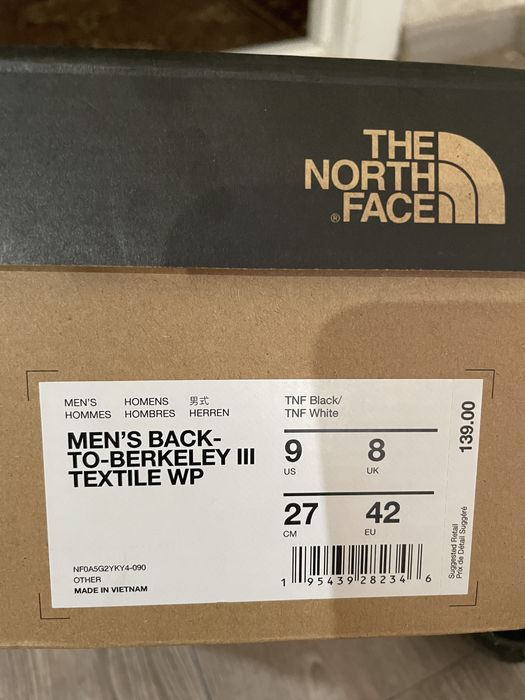 THE
NORTH
FACE
®
MEN'S HOMENS 男式
HOMMES HOMBRES HERREN
MEN'S BACK-
TO-BERKELEY III
TEXTILE WP
TNF Black/
TNF White
9 8
US UK
27 42
CM EU
NF0A5G2YKY4-090
OTHER
MADE IN VIETNAM
1 95439 28234 6
139.00
Suggested Retail
Prix de Détail Suggéré